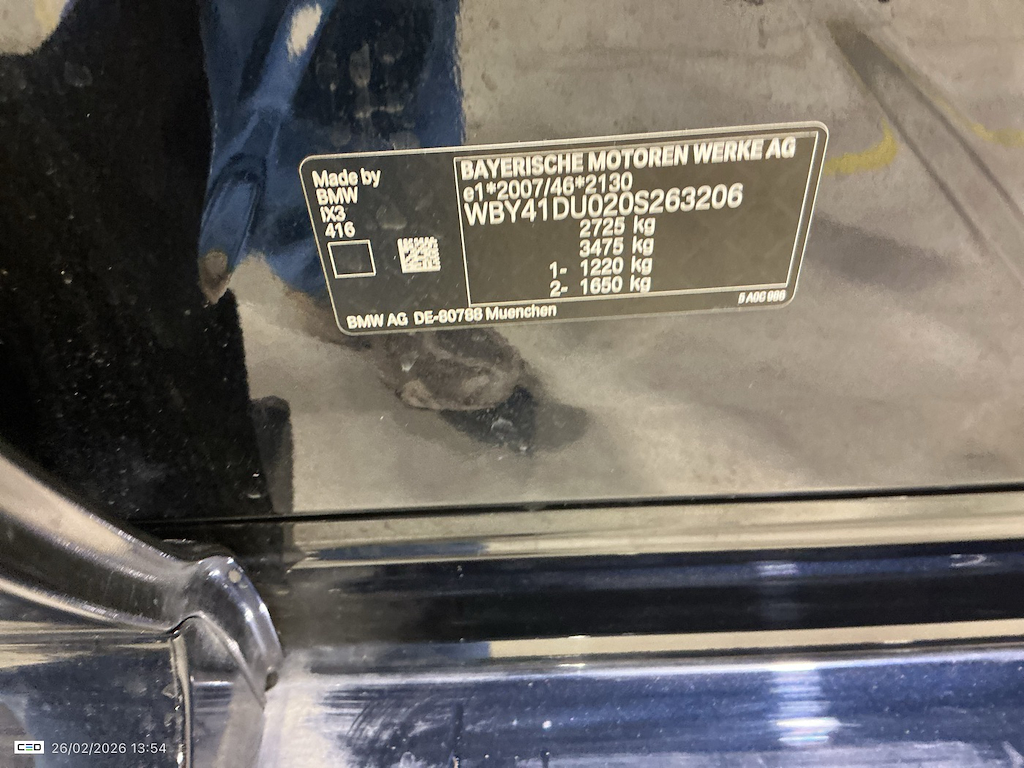 Made by
BMW
iX3
416
BAYERISCHE MOTOREN WERKE AG
e1*2007/46*2130
WBY41DU020S263206
2725 kg
3475 kg
1- 1220 kg
2- 1650 kg
BMW AG DE-80788 Muenchen
CEO 26/02/2026 13:54